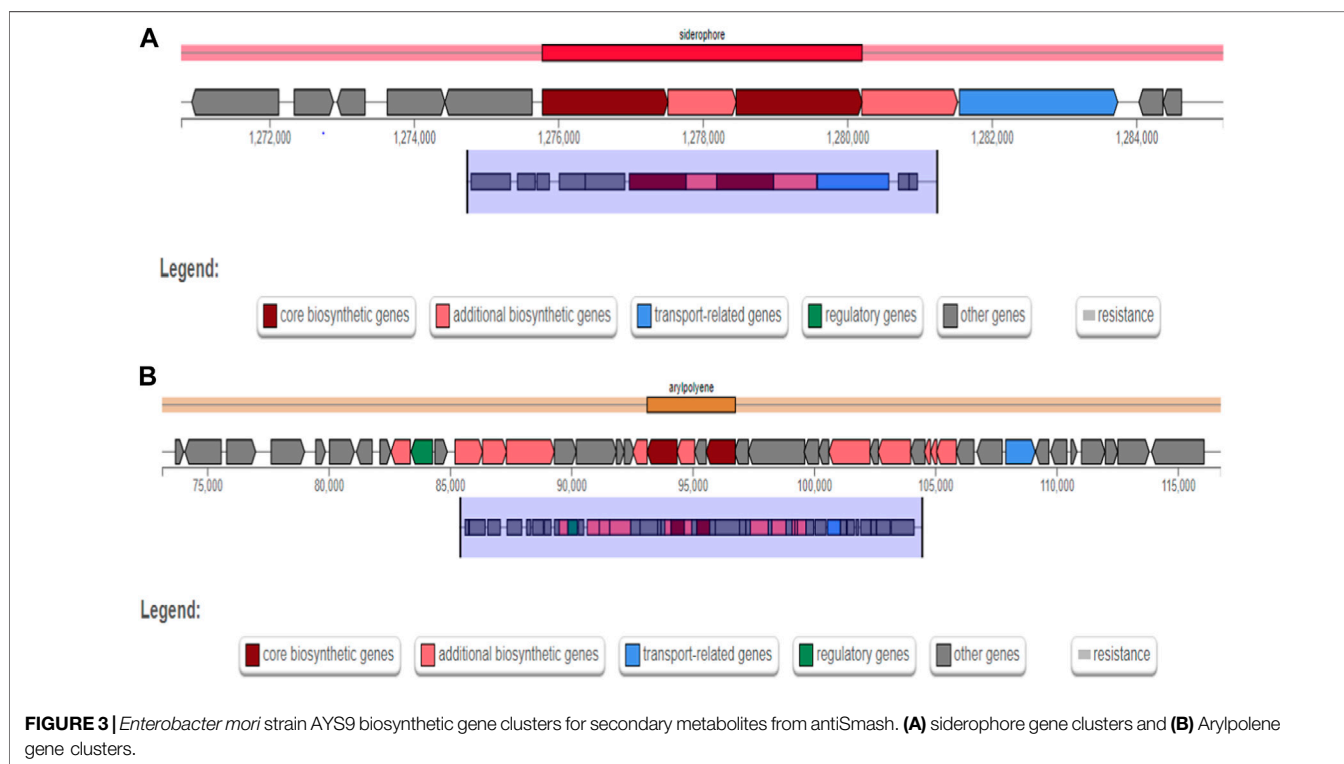 A
siderophore
1,272,000 1,274,000 1,276,000 1,278,000 1,280,000 1,282,000 1,284,000
Legend:
core biosynthetic genes additional biosynthetic genes transport-related genes regulatory genes other genes resistance
B
arylpolyene
75,000 80,000 85,000 90,000 95,000 100,000 105,000 110,000 115,000
Legend:
core biosynthetic genes additional biosynthetic genes transport-related genes regulatory genes other genes resistance
FIGURE 3 | Enterobacter mori strain AYS9 biosynthetic gene clusters for secondary metabolites from antiSmash. (A) siderophore gene clusters and (B) Arylpolene
gene clusters.